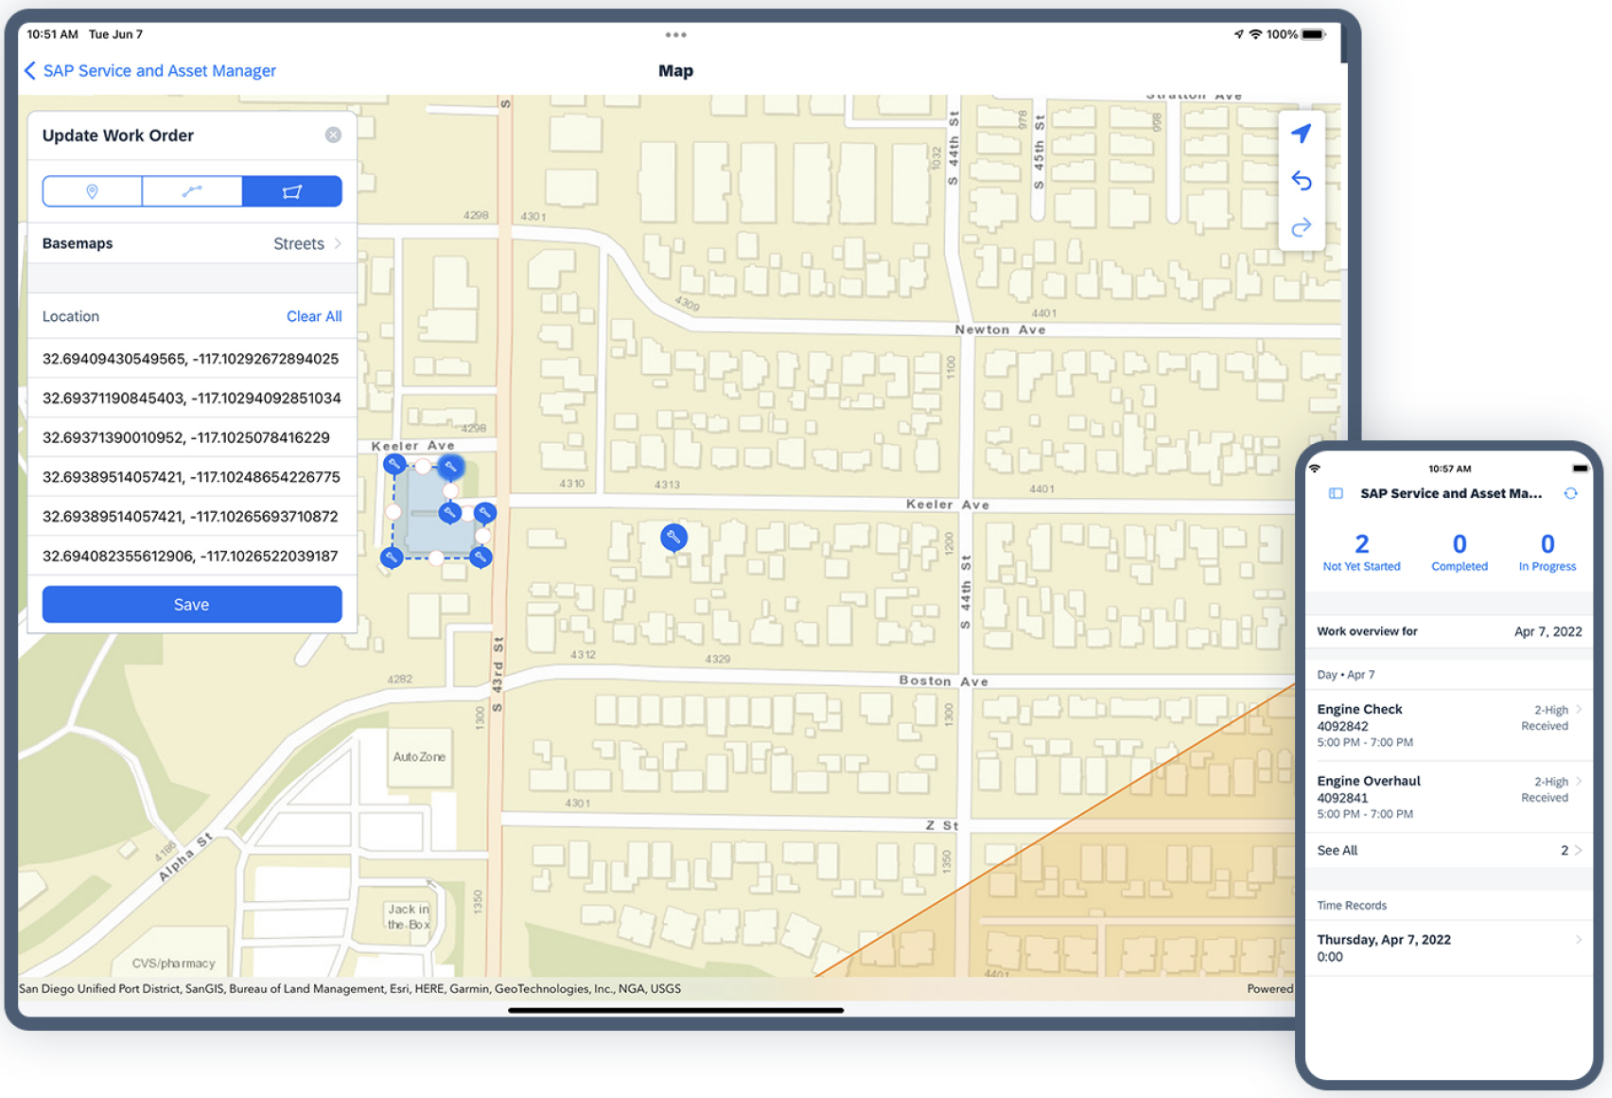 10:51 AM Tue Jun 7
100%
SAP Service and Asset Manager
Map
Update Work Order
Basemaps
Streets
Location
Clear All
32.69409430549565, -117.10292672894025
32.69371190845403, -117.10294092851034
32.69371390010952, -117.1025078416229
32.69389514057421, -117.10248654226775
32.69389514057421, -117.10265693710872
32.694082355612906, -117.1026522039187
Save
Stratton Ave
S
S 44th St
S 45th St
1032
978
998
4298
4301
4309
4401
Newton Ave
1100
4298
Keeler Ave
4310
4313
4401
Keeler Ave
1200
S 44th St
4312
4329
Boston Ave
4282
S 43rd St
1300
1300
AutoZone
4301
Z St
4186
Alpha St
1350
1350
Jack in
the Box
CVS/pharmacy
4401
San Diego Unified Port District, SanGIS, Bureau of Land Management, Esri, HERE, Garmin, GeoTechnologies, Inc., NGA, USGS
Powered
10:57 AM
SAP Service and Asset Ma...
2
Not Yet Started
0
Completed
0
In Progress
Work overview for
Apr 7, 2022
Day • Apr 7
Engine Check
2-High
4092842
Received
5:00 PM - 7:00 PM
Engine Overhaul
2-High
4092841
Received
5:00 PM - 7:00 PM
See All
2
Time Records
Thursday, Apr 7, 2022
0:00